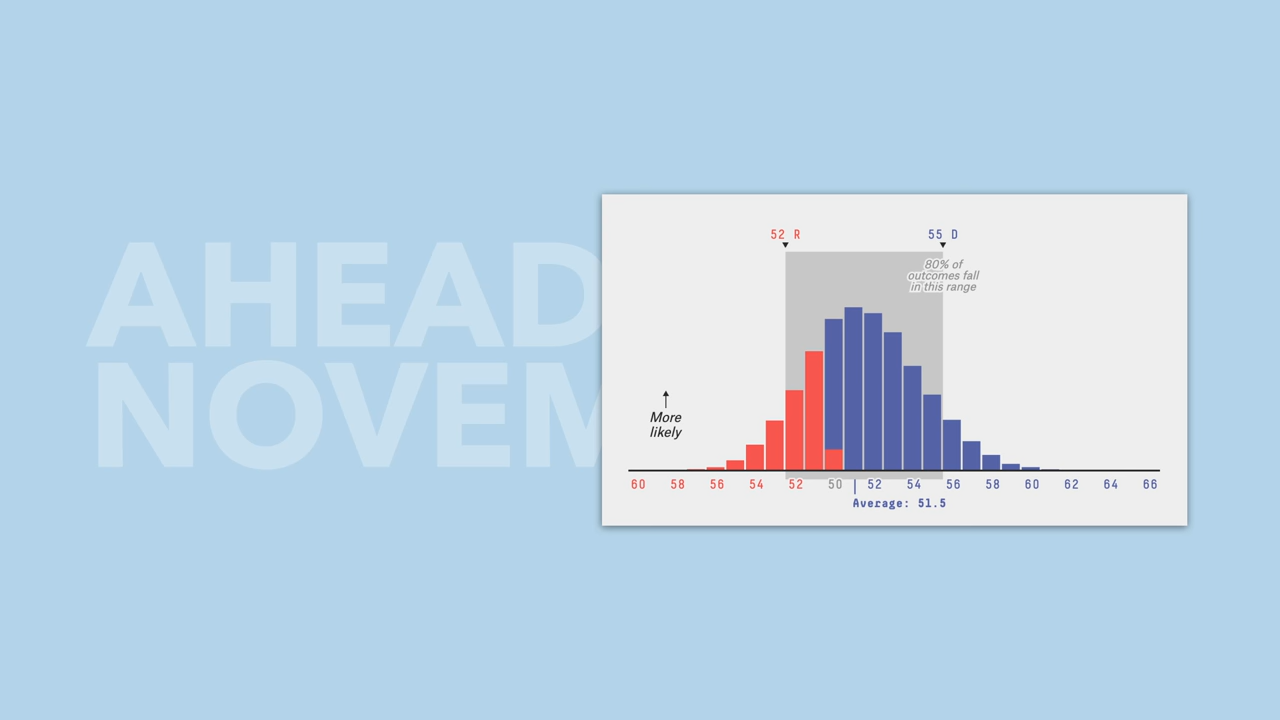 AHEAD
NOVEM
52 R
55 D
80% of
outcomes fall
in this range
More
likely
60 58 56 54 52 50 52 54 56 58 60 62 64 66
Average: 51.5